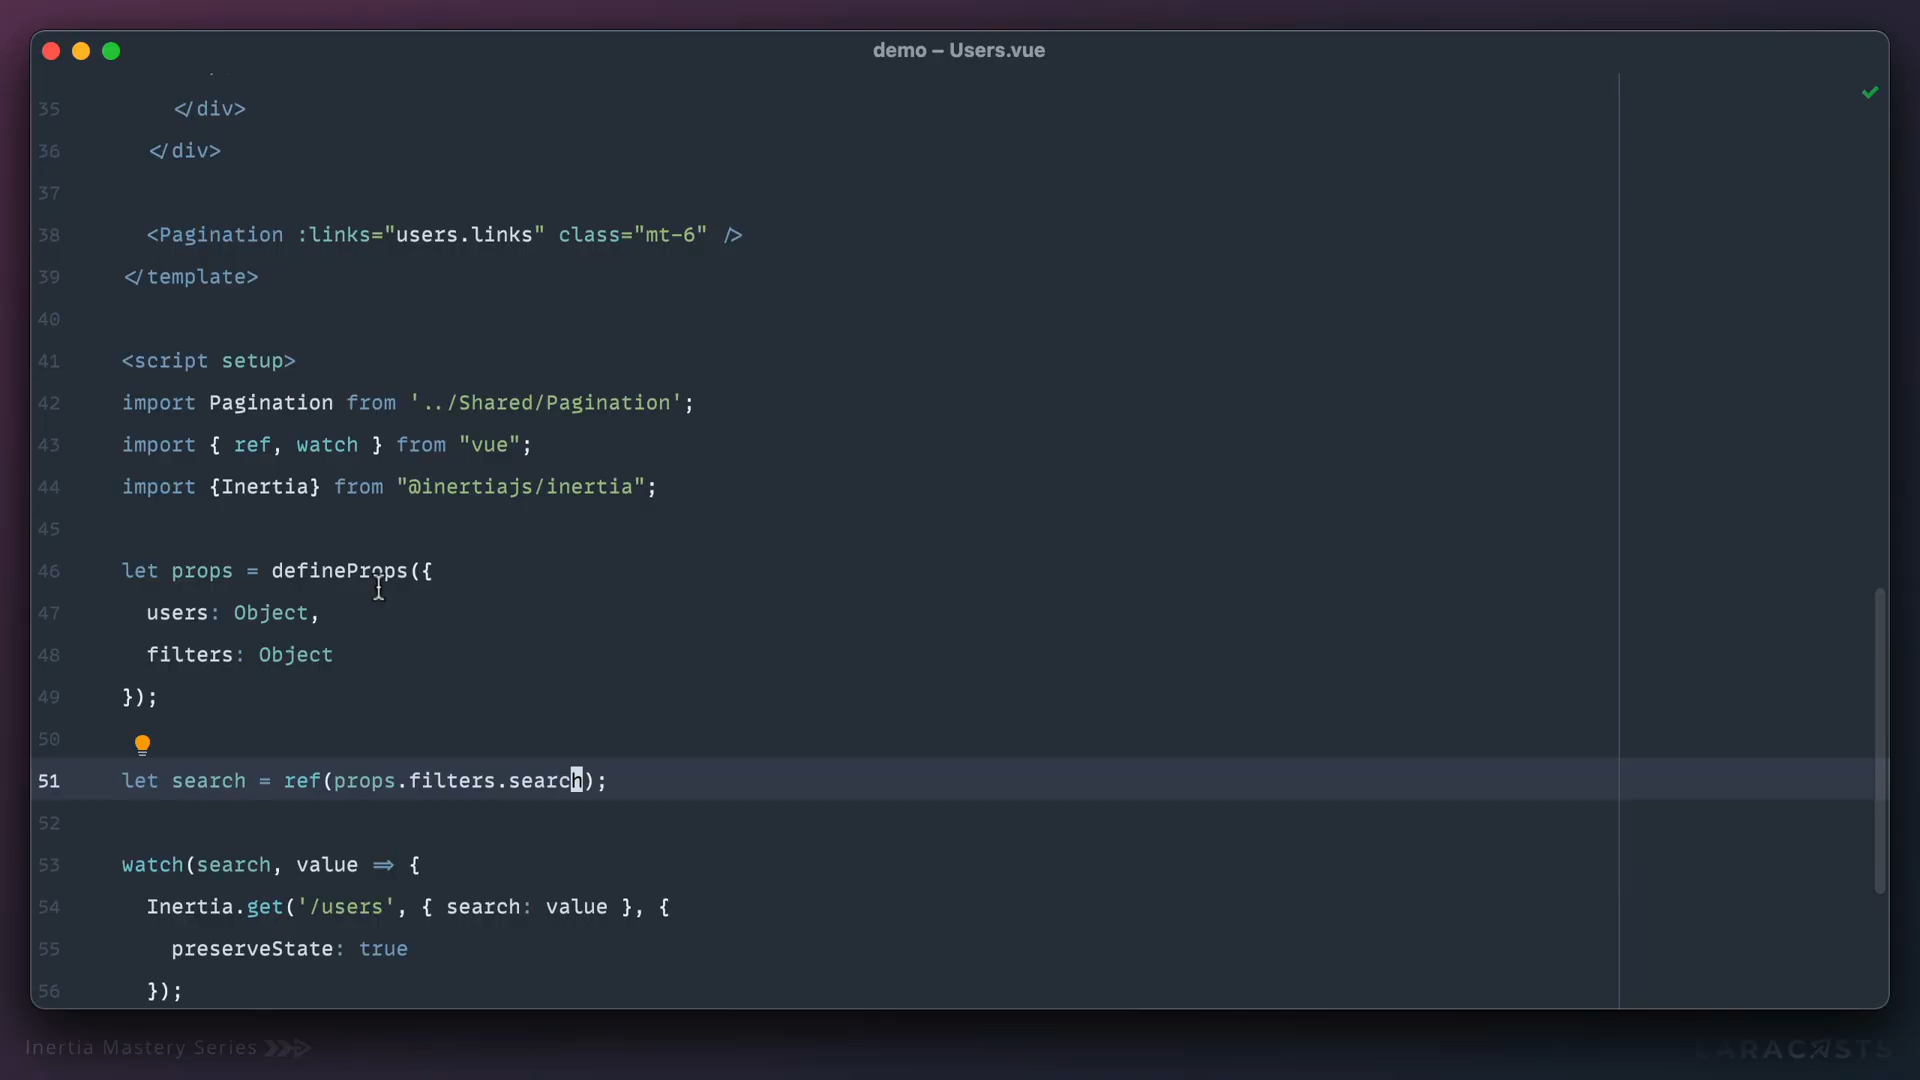 demo – Users.vue
35 </div>
36 </div>
37
38 <Pagination :links="users.links" class="mt-6" />
39 </template>
40
41 <script setup>
42 import Pagination from '../Shared/Pagination';
43 import { ref, watch } from "vue";
44 import {Inertia} from "@inertiajs/inertia";
45
46 let props = defineProps({
47 users: Object,
48 filters: Object
49 });
50
51 let search = ref(props.filters.search);
52
53 watch(search, value => {
54 Inertia.get('/users', { search: value }, {
55 preserveState: true
56 });
Inertia Mastery Series
LARACASTS